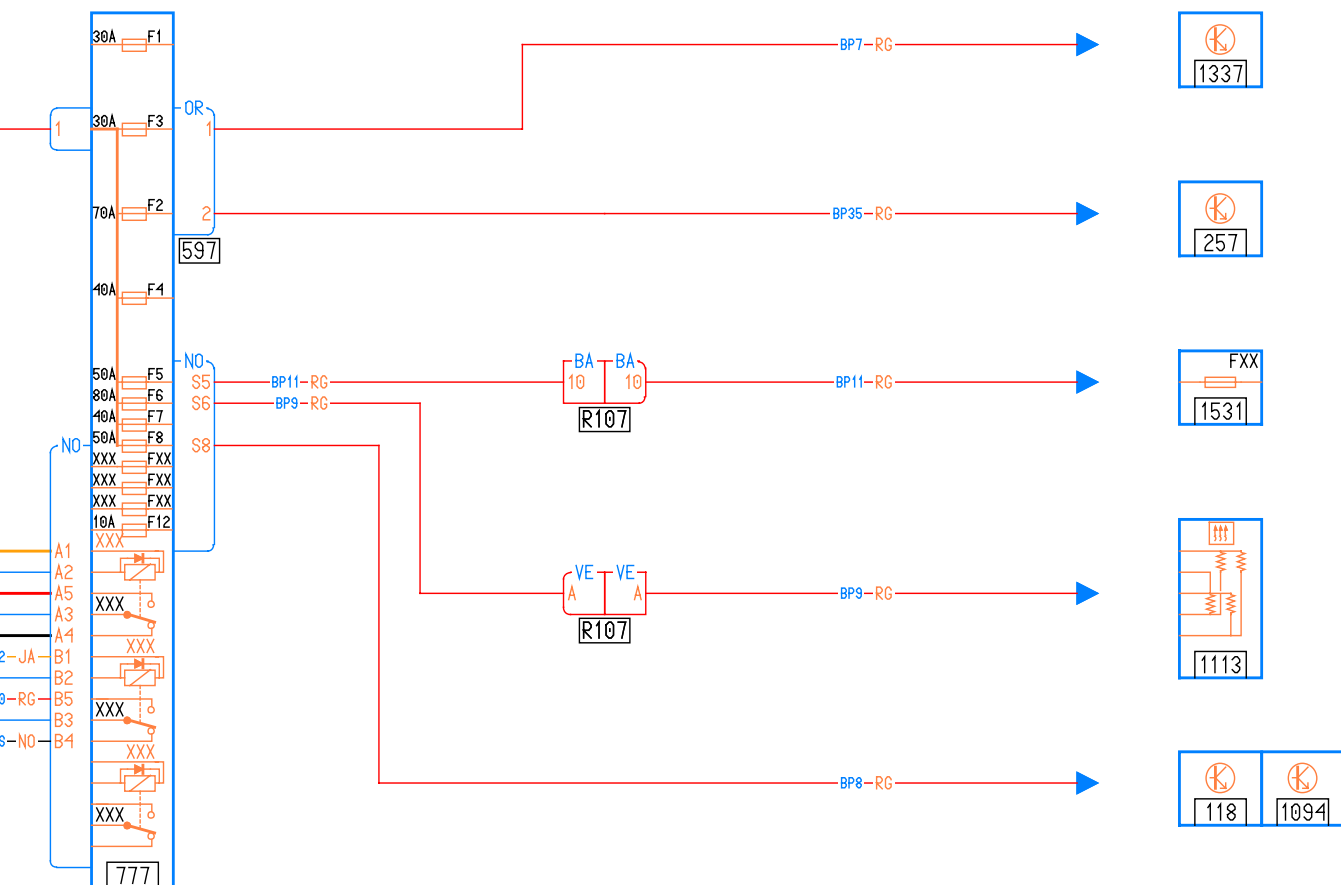 30A F1
BP7 RG
1337
OR
1 30A F3 1
70A F2 2
BP35 RG
257
597
40A F4
NO BA BA FXX
50A F5 S5 BP11 RG 10 10 BP11 RG
80A F6 S6 BP9 RG
1531
40A F7
R107
NO 50A F8 S8
XXX FXX
XXX FXX
XXX FXX
10A F12
XXX
A1
A2 VE VE
A5 A A BP9 RG
XXX
A3
R107
A4
XXX
2 JA B1
1113
B2
0 RG B5
XXX
B3
S NO B4
XXX
BP8 RG
XXX
118 1094
777